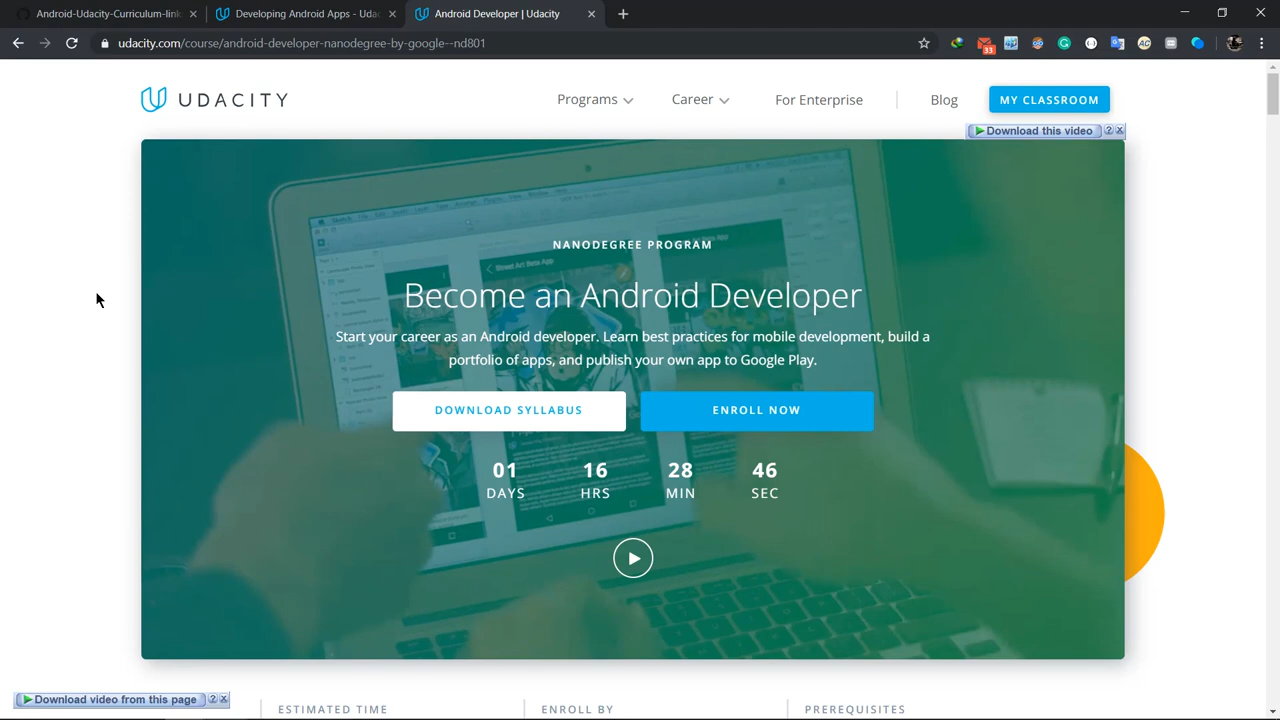 Android-Udacity-Curriculum-link
Developing Android Apps - Udac
Android Developer | Udacity
udacity.com/course/android-developer-nanodegree-by-google--nd801
33
UDACITY
Programs
Career
For Enterprise
Blog
MY CLASSROOM
Download this video
NANODEGREE PROGRAM
Become an Android Developer
Start your career as an Android developer. Learn best practices for mobile development, build a
portfolio of apps, and publish your own app to Google Play.
DOWNLOAD SYLLABUS
ENROLL NOW
01 16 28 46
DAYS HRS MIN SEC
Download video from this page
ESTIMATED TIME
ENROLL BY
PREREQUISITES